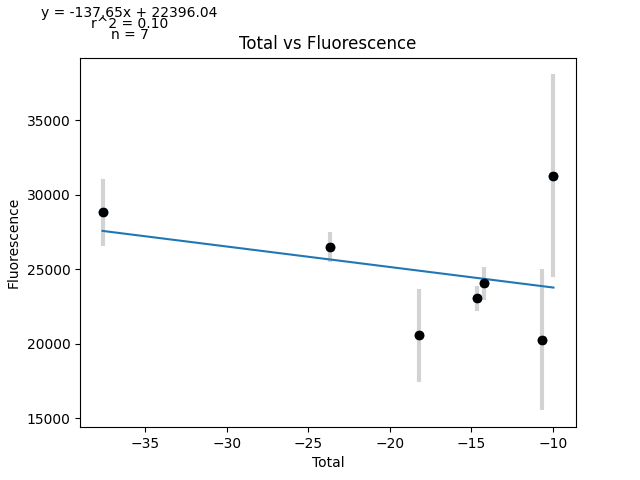 y = -137.65x + 22396.04
r^2 = 0.10
n = 7
Total vs Fluorescence
35000
30000
25000
20000
15000
Fluorescence
−35
−30
−25
−20
−15
−10
Total